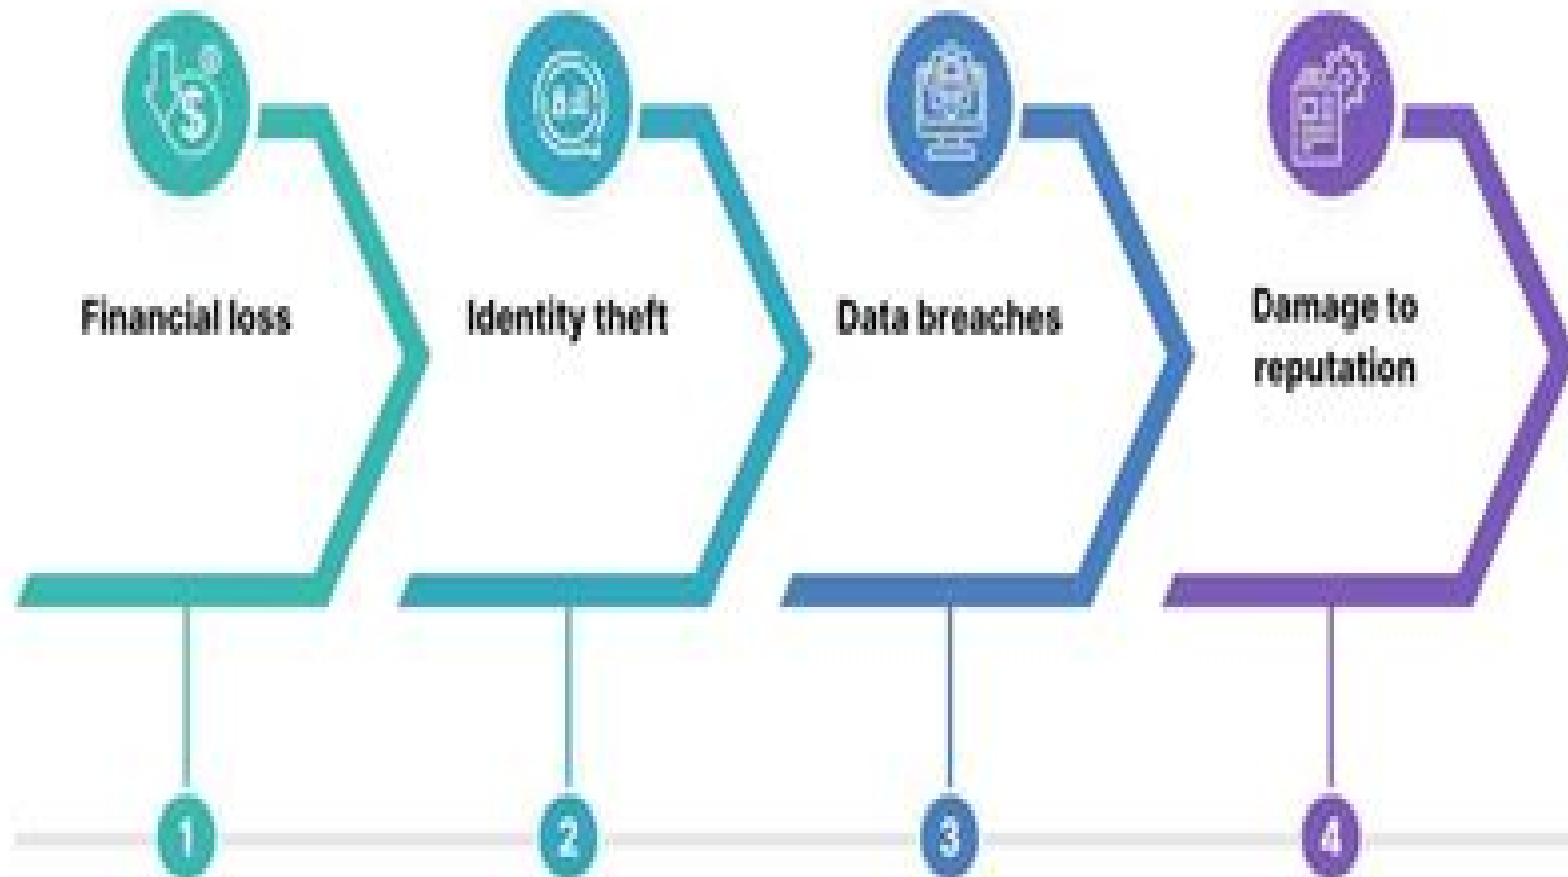 Financial loss
Identity theft
Data breaches
Damage to
reputation
1
2
3
4